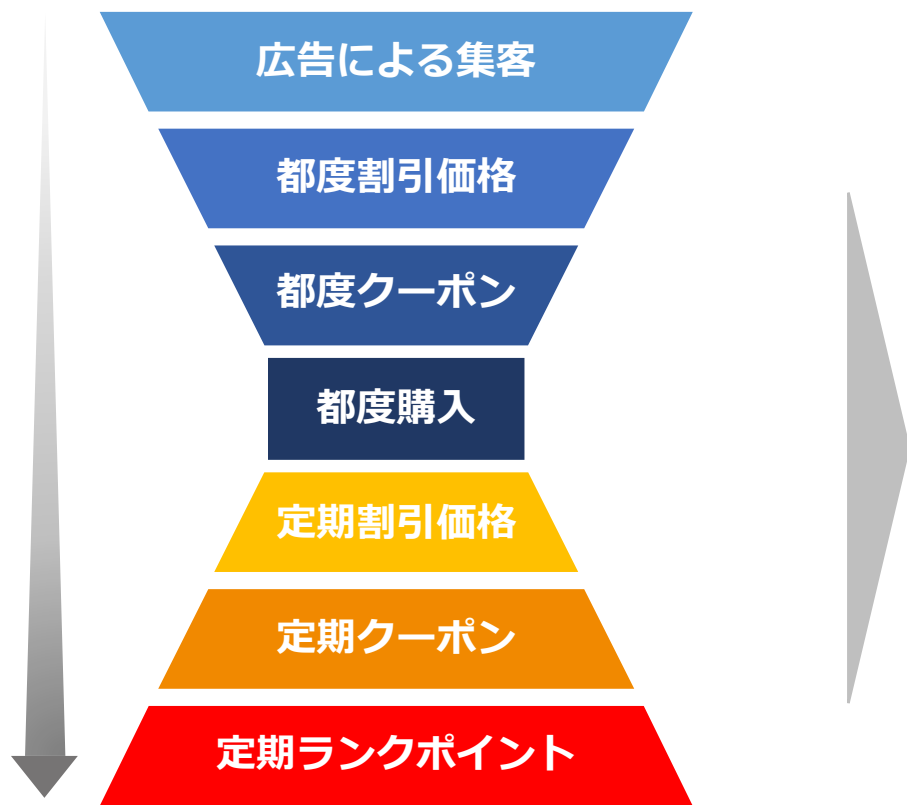 広告による集客
都度割引価格
都度クーポン
都度購入
定期割引価格
定期クーポン
定期ランクポイント